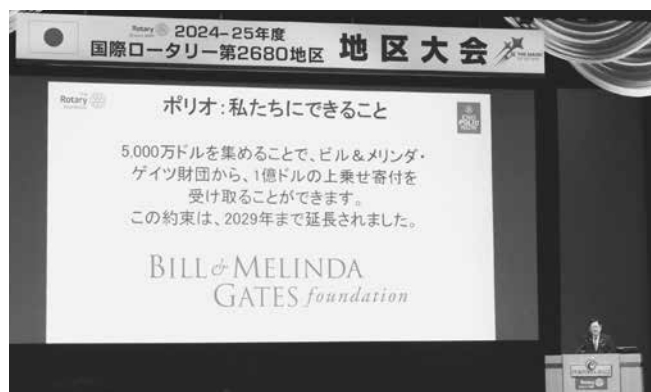 Rotary
2024-25年度
国際ロータリー第2680地区
地区大会
Rotary
ポリオ:私たちにできること
5,000万ドルを集めることで、ビル&メリンダ・
ゲイツ財団から、1億ドルの上乗せ寄付を
受け取ることができます。
この約束は、2029年まで延長されました。
BILL & MELINDA
GATES foundation